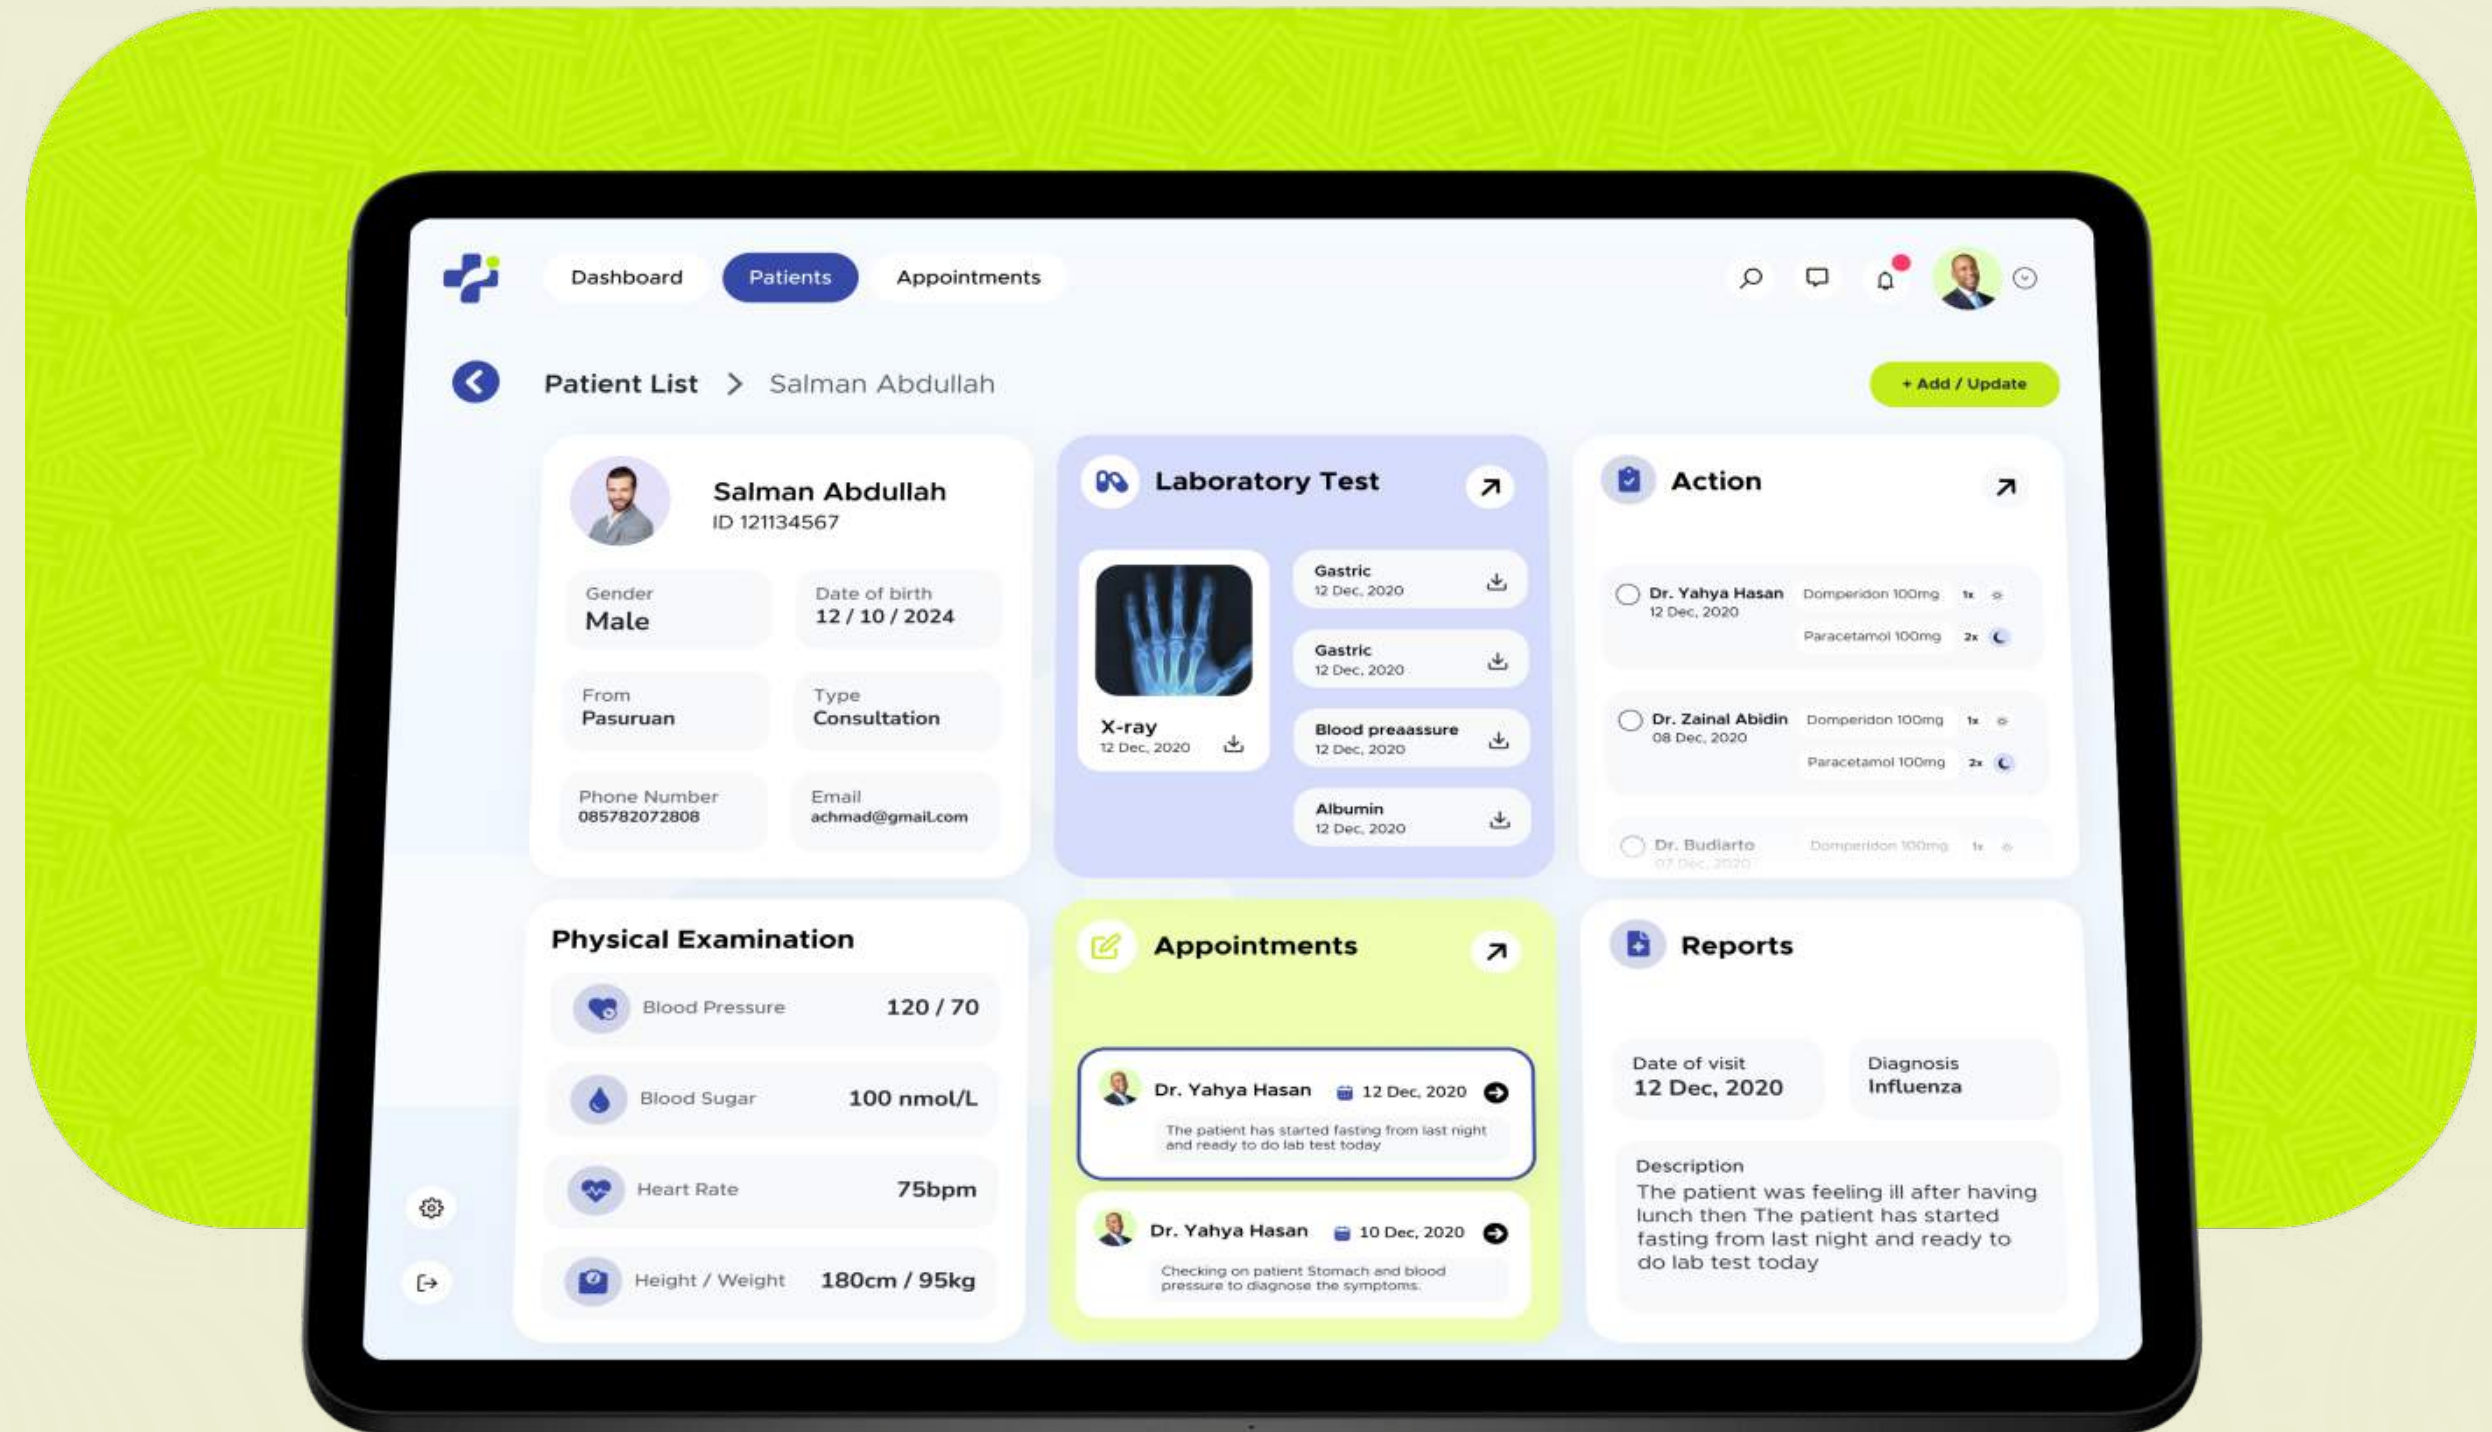 Dashboard
Patients
Appointments
Patient List > Salman Abdullah
+ Add / Update
Salman Abdullah
ID 121134567
Gender
Male
Date of birth
12 / 10 / 2024
From
Pasuruan
Type
Consultation
Phone Number
085782072808
Email
achmad@gmail.com
Laboratory Test
X-ray
12 Dec, 2020
Gastric
12 Dec, 2020
Gastric
12 Dec, 2020
Blood preaassure
12 Dec, 2020
Albumin
12 Dec, 2020
Action
Dr. Yahya Hasan
12 Dec, 2020
Domperidon 100mg 1x
Paracetamol 100mg 2x
Dr. Zainal Abidin
08 Dec, 2020
Domperidon 100mg 1x
Paracetamol 100mg 2x
Dr. Budiarto
07 Dec, 2020
Domperidon 100mg 1x
Physical Examination
Blood Pressure 120 / 70
Blood Sugar 100 nmol/L
Heart Rate 75bpm
Height / Weight 180cm / 95kg
Appointments
Dr. Yahya Hasan 12 Dec, 2020
The patient has started fasting from last night
and ready to do lab test today
Dr. Yahya Hasan 10 Dec, 2020
Checking on patient Stomach and blood
pressure to diagnose the symptoms.
Reports
Date of visit
12 Dec, 2020
Diagnosis
Influenza
Description
The patient was feeling ill after having
lunch then The patient has started
fasting from last night and ready to
do lab test today